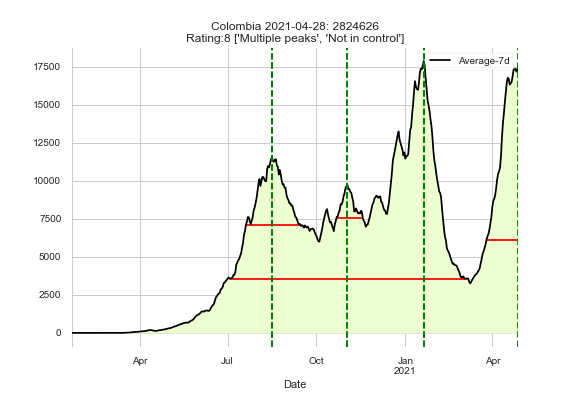 Colombia 2021-04-28: 2824626
Rating:8 ['Multiple peaks', 'Not in control']
Average-7d
17500
15000
12500
10000
7500
5000
2500
0
Apr Jul Oct Jan Apr
2021
Date